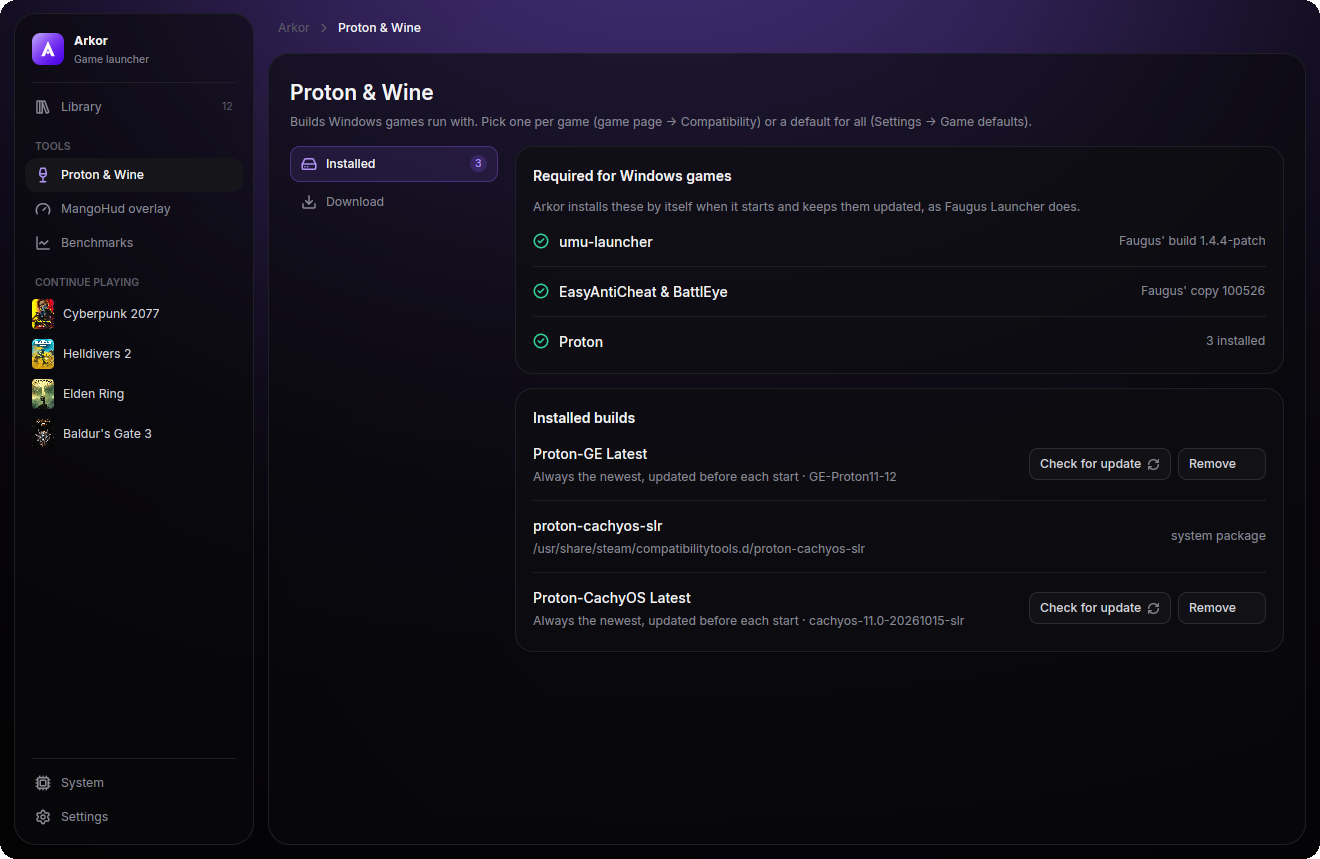 Arkor
Game launcher
Library 12
TOOLS
Proton & Wine
MangoHud overlay
Benchmarks
CONTINUE PLAYING
Cyberpunk 2077
Helldivers 2
Elden Ring
Baldur's Gate 3
System
Settings
Arkor > Proton & Wine
Proton & Wine
Builds Windows games run with. Pick one per game (game page → Compatibility) or a default for all (Settings → Game defaults).
Installed 3
Download
Required for Windows games
Arkor installs these by itself when it starts and keeps them updated, as Faugus Launcher does.
umu-launcher Faugus' build 1.4.4-patch
EasyAntiCheat & BattlEye Faugus' copy 100526
Proton 3 installed
Installed builds
Proton-GE Latest
Always the newest, updated before each start · GE-Proton11-12
Check for update Remove
proton-cachyos-slr
/usr/share/steam/compatibilitytools.d/proton-cachyos-slr
system package
Proton-CachyOS Latest
Always the newest, updated before each start · cachyos-11.0-20261015-slr
Check for update Remove